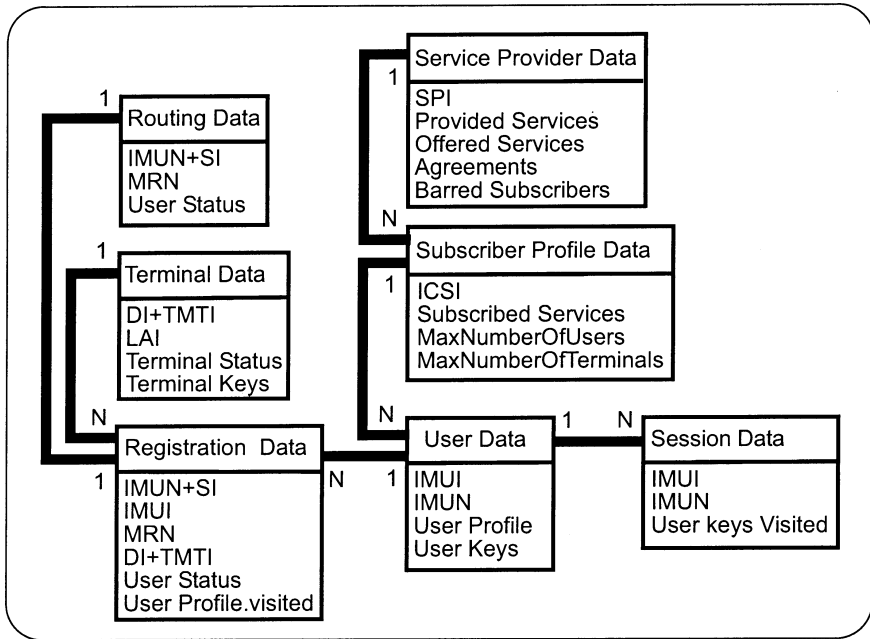 Service Provider Data
1
SPI
Provided Services
Offered Services
Agreements
Barred Subscribers
N
1
Routing Data
IMUN+SI
MRN
User Status
Subscriber Profile Data
1
ICSI
Subscribed Services
MaxNumberOfUsers
MaxNumberOfTerminals
N
1
Terminal Data
DI+TMTI
LAI
Terminal Status
Terminal Keys
N
Registration Data
1
IMUN+SI
IMUI
MRN
DI+TMTI
User Status
User Profile.visited
N
User Data
1
IMUI
IMUN
User Profile
User Keys
1
N
Session Data
IMUI
IMUN
User keys Visited